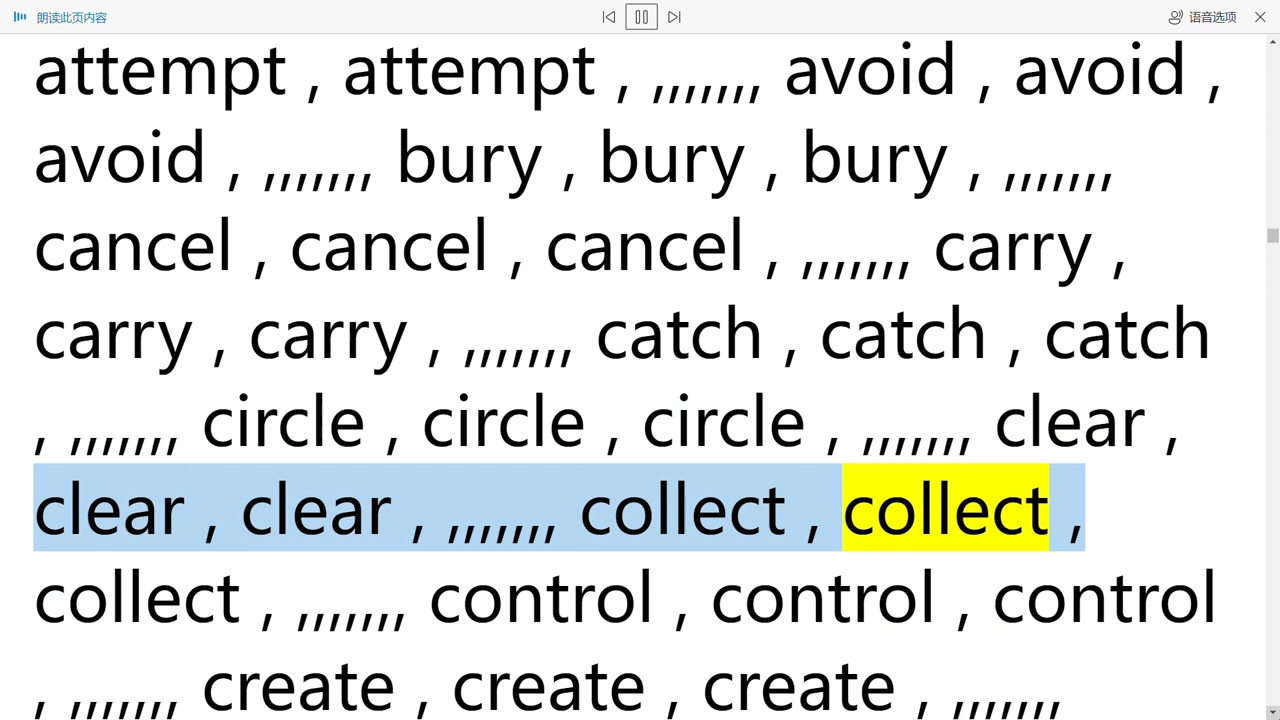 朗读此页内容
语音选项
attempt , attempt , ,,,,,,, avoid , avoid ,
avoid , ,,,,,,, bury , bury , bury , ,,,,,,,
cancel , cancel , cancel , ,,,,,,, carry ,
carry , carry , ,,,,,,, catch , catch , catch
, ,,,,,,, circle , circle , circle , ,,,,,,, clear ,
clear , clear , ,,,,,,, collect , collect ,
collect , ,,,,,,, control , control , control
, ,,,,,,, create , create , create , ,,,,,,,